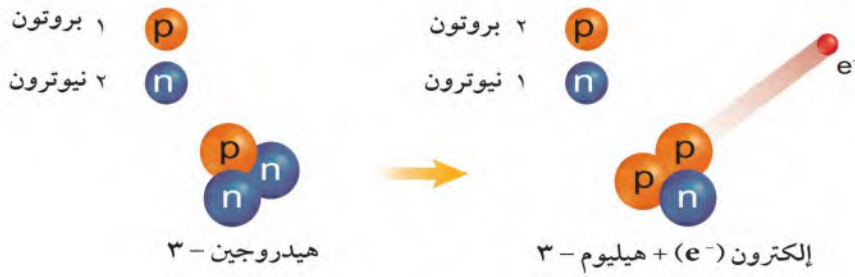 ١ بروتون p
٢ نيوترون n
p
n
n
هيدروجين – ٣
٢ بروتون p
١ نيوترون n
e⁻
p
p
n
إلكترون (e⁻) + هيليوم – ٣